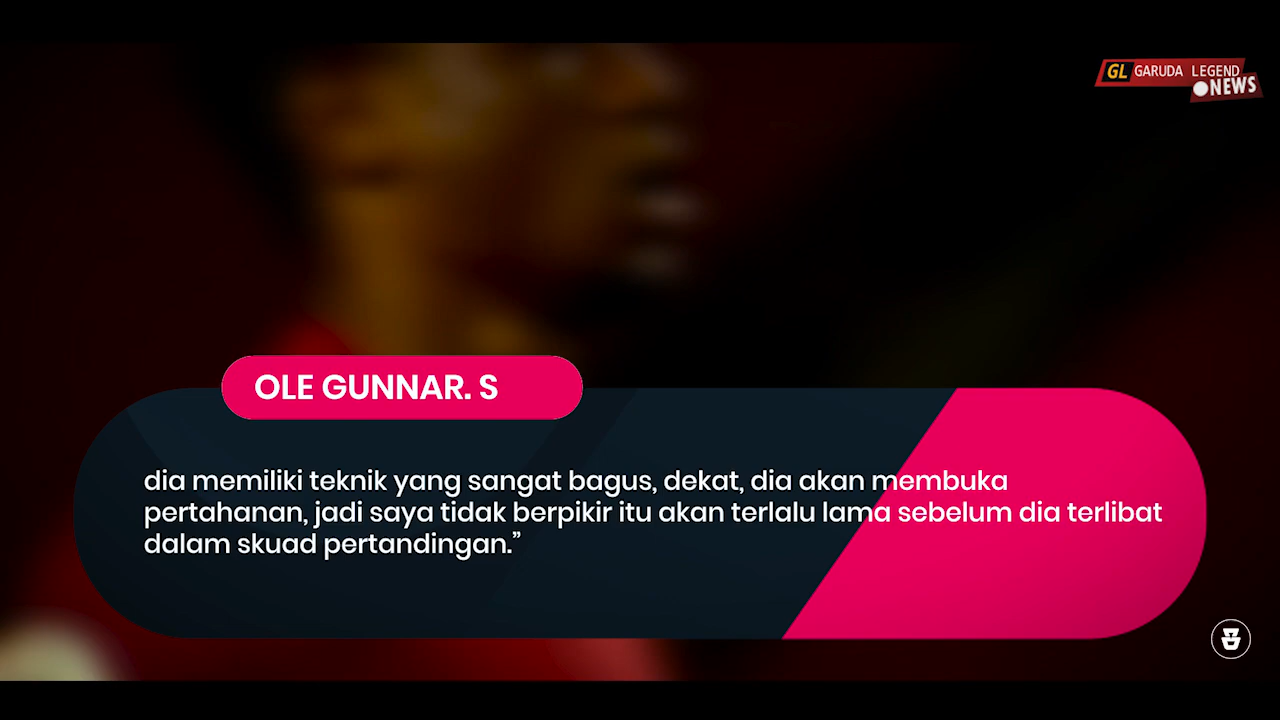 GL GARUDA LEGEND
NEWS
OLE GUNNAR. S
dia memiliki teknik yang sangat bagus, dekat, dia akan membuka
pertahanan, jadi saya tidak berpikir itu akan terlalu lama sebelum dia terlibat
dalam skuad pertandingan.”